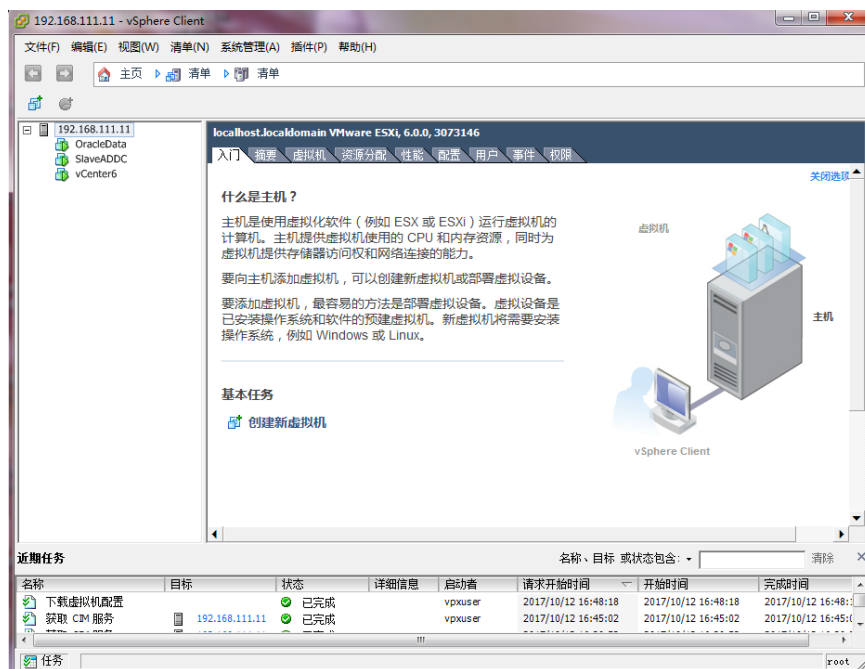 192.168.111.11 - vSphere Client
文件(F) 编辑(E) 视图(W) 清单(N) 系统管理(A) 插件(P) 帮助(H)
主页 清单 清单
192.168.111.11
OracleData
SlaveADDC
vCenter6
localhost.localdomain VMware ESXi, 6.0.0, 3073146
入门 摘要 虚拟机 资源分配 性能 配置 用户 事件 权限
关闭选项
什么是主机？
主机是使用虚拟化软件（例如 ESX 或 ESXi）运行虚拟机的
计算机。主机提供虚拟机使用的 CPU 和内存资源，同时为
虚拟机提供存储器访问权和网络连接的能力。
要向主机添加虚拟机，可以创建新虚拟机或部署虚拟设备。
要添加虚拟机，最容易的方法是部署虚拟设备。虚拟设备是
已安装操作系统和软件的预建虚拟机。新虚拟机将需要安装
操作系统，例如 Windows 或 Linux。
基本任务
创建新虚拟机
虚拟机
主机
vSphere Client
近期任务 名称、目标 或状态包含: 清除
名称 目标 状态 详细信息 启动者 请求开始时间 开始时间 完成时间
下载虚拟机配置 已完成 vpxuser 2017/10/12 16:48:18 2017/10/12 16:48:18 2017/10/12 16:48:
获取 CIM 服务 192.168.111.11 已完成 vpxuser 2017/10/12 16:45:02 2017/10/12 16:45:02 2017/10/12 16:45:
任务 root